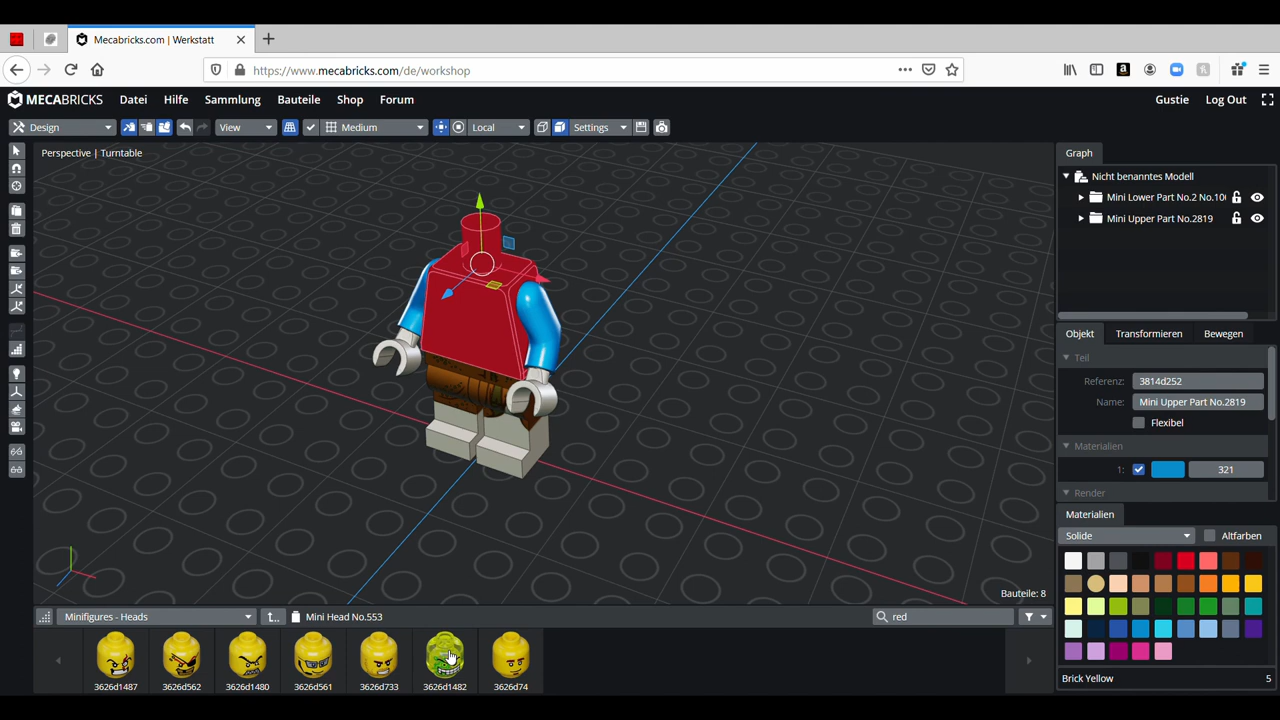 Mecabricks.com | Werkstatt
https://www.mecabricks.com/de/workshop
MECABRICKS Datei Hilfe Sammlung Bauteile Shop Forum Gustie Log Out
Design View Medium Local Settings
Perspective | Turntable
Graph
Nicht benanntes Modell
Mini Lower Part No.2 No.10
Mini Upper Part No.2819
Objekt Transformieren Bewegen
Teil
Referenz: 3814d252
Name: Mini Upper Part No.2819
Flexibel
Materialien
1: 321
Render
Materialien
Solide Altfarben
Brick Yellow 5
Bauteile: 8
Minifigures - Heads t... Mini Head No.553 red
3626d1487 3626d562 3626d1480 3626d561 3626d733 3626d1482 3626d74